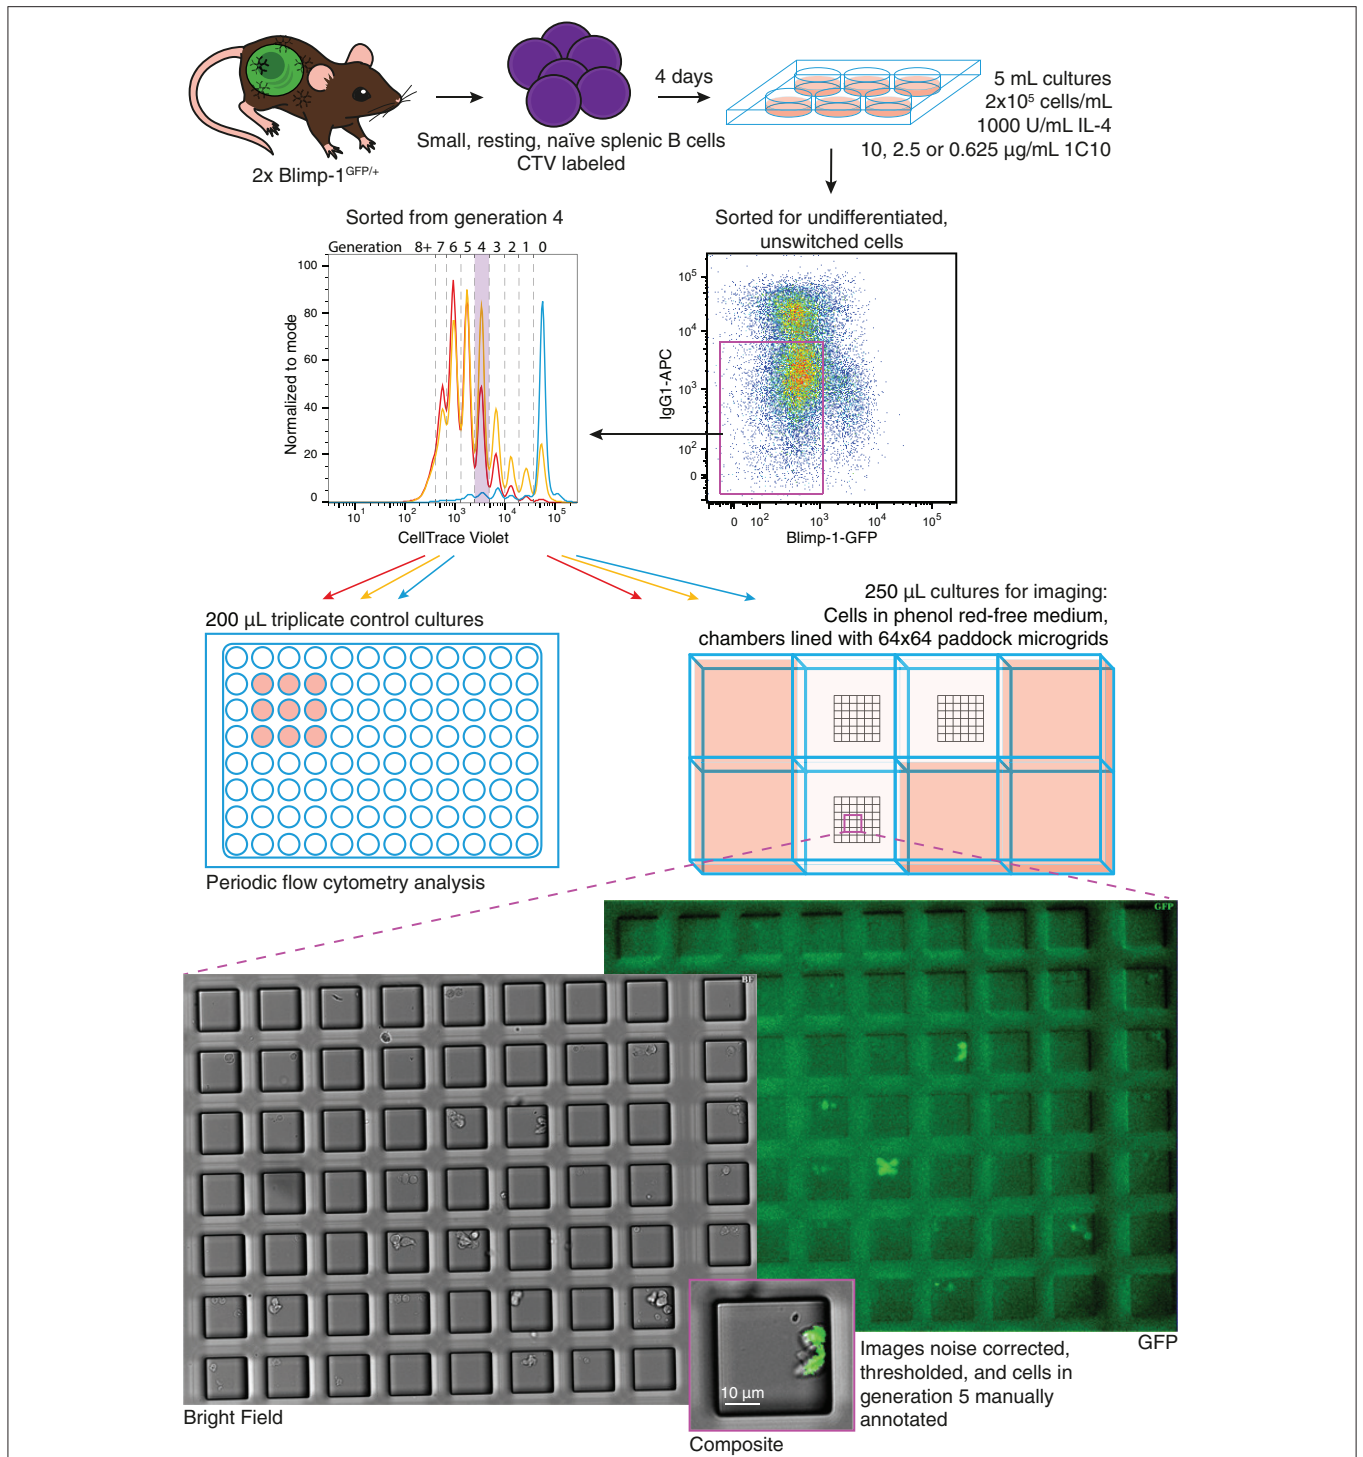 2x Blimp-1GFP/+
Small, resting, naïve splenic B cells
CTV labeled
4 days
5 mL cultures
2x10⁵ cells/mL
1000 U/mL IL-4
10, 2.5 or 0.625 µg/mL 1C10
Sorted from generation 4
Generation 8+ 7 6 5 4 3 2 1 0
Normalized to mode
100
80
60
40
20
0
10¹ 10² 10³ 10⁴ 10⁵
CellTrace Violet
Sorted for undifferentiated,
unswitched cells
IgG1-APC
10⁵
10⁴
10³
10²
0
0 10² 10³ 10⁴ 10⁵
Blimp-1-GFP
200 µL triplicate control cultures
Periodic flow cytometry analysis
250 µL cultures for imaging:
Cells in phenol red-free medium,
chambers lined with 64x64 paddock microgrids
GFP
BF
GFP
Bright Field
10 µm
Composite
Images noise corrected,
thresholded, and cells in
generation 5 manually
annotated